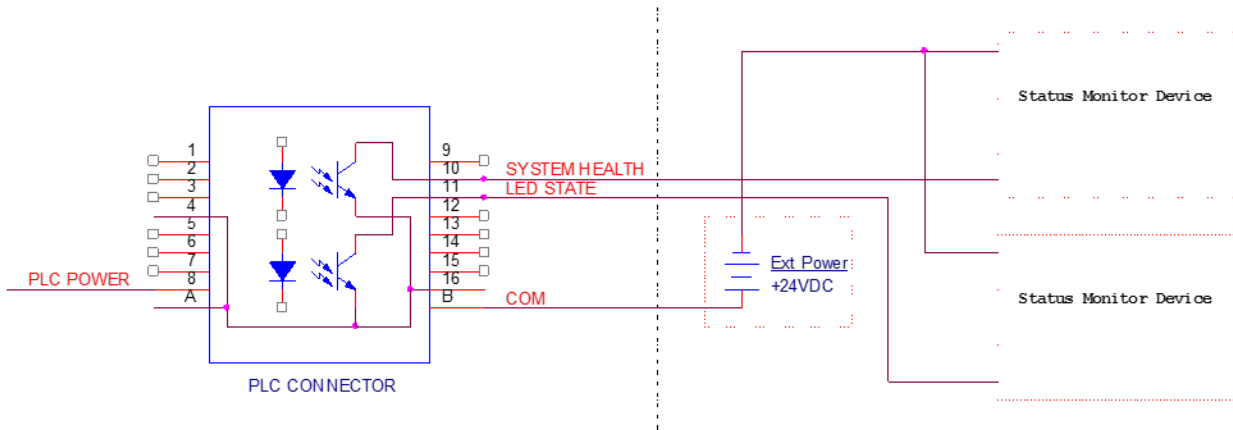 Status Monitor Device
1
2
3
4
5
6
7
8
A
9
10
11
12
13
14
15
16
B
SYSTEM HEALTH
LED STATE
PLC POWER
COM
Ext Power
+24VDC
Status Monitor Device
PLC CONNECTOR